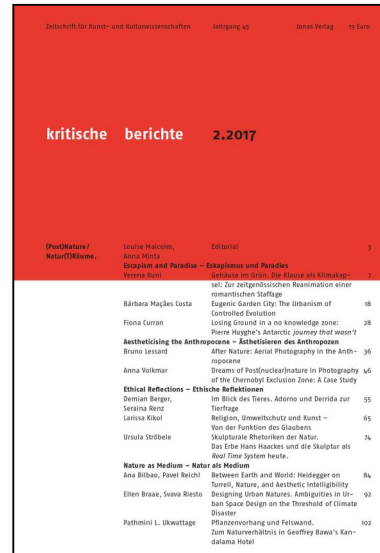 Zeitschrift für Kunst- und Kulturwissenschaften Jahrgang 45 Jonas Verlag 13 Euro
kritische berichte 2.2017
(Post)Nature/ Louise Malcolm, Editorial 3
Natur(T)Räume. Anna Minta
Escapism and Paradise – Eskapismus und Paradies
Verena Kuni Gehäuse im Grün. Die Klause als Klimakap- 7
sel: Zur zeitgenössischen Reanimation einer
romantischen Staffage
Bárbara Maçães Costa Eugenic Garden City: The Urbanism of 18
Controlled Evolution
Fiona Curran Losing Ground in a no knowledge zone: 28
Pierre Huyghe's Antarctic journey that wasn't
Aestheticising the Anthropocene – Ästhetisieren des Anthropozen
Bruno Lessard After Nature: Aerial Photography in the Anth- 36
ropocene
Anna Volkmar Dreams of Post(nuclear)nature in Photography 46
of the Chernobyl Exclusion Zone: A Case Study
Ethical Reflections – Ethische Reflektionen
Demian Berger, Im Blick des Tieres. Adorno und Derrida zur 55
Seraina Renz Tierfrage
Larissa Kikol Religion, Umweltschutz und Kunst – 65
Von der Funktion des Glaubens
Ursula Ströbele Skulpturale Rhetoriken der Natur. 74
Das Erbe Hans Haackes und die Skulptur als
Real Time System heute.
Nature as Medium – Natur als Medium
Ana Bilbao, Pavel Reichl Between Earth and World: Heidegger on 84
Turrell, Nature, and Aesthetic Intelligibility
Ellen Braae, Svava Riesto Designing Urban Natures. Ambiguities in Ur- 92
ban Space Design on the Threshold of Climate
Disaster
Pathmini L. Ukwattage Pflanzenvorhang und Felswand. 102
Zum Naturverhältnis in Geoffrey Bawa's Kan-
dalama Hotel